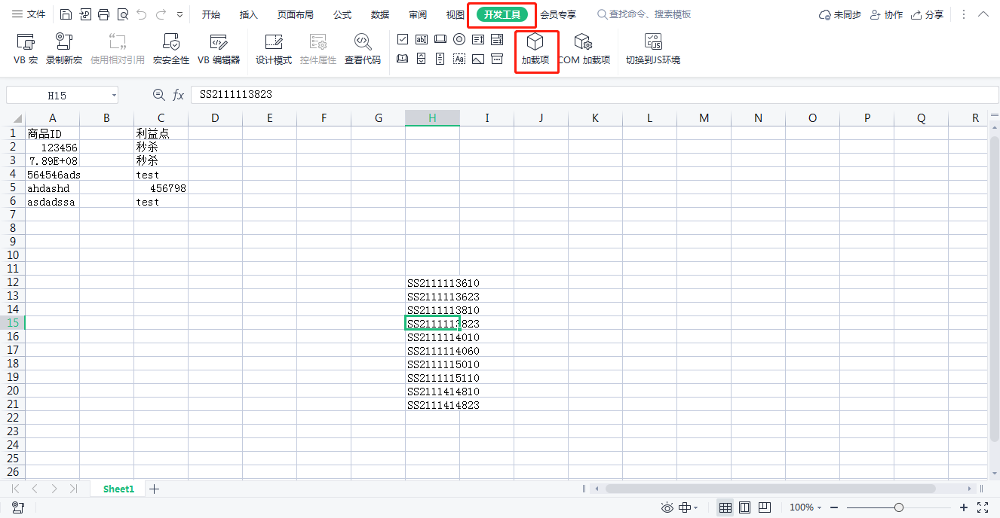 文件 开始 插入 页面布局 公式 数据 审阅 视图 开发工具 会员专享 查找命令、搜索模板 未同步 协作 分享
VB 宏 录制新宏 使用相对引用 宏安全性 VB 编辑器 设计模式 控件属性 查看代码 加载项 COM 加载项 切换到JS环境
H15 fx SS2111113823
A B C D E F G H I J K L M N O P Q R
1 商品ID 利益点
2 123456 秒杀
3 7.89E+08 秒杀
4 564546ads test
5 ahdashd 456798
6 asdadssa test
7
8
9
10
11
12 SS2111113610
13 SS2111113623
14 SS2111113810
15 SS2111113823
16 SS2111114010
17 SS2111114060
18 SS2111115010
19 SS2111115110
20 SS2111414810
21 SS2111414823
22
23
24
25
26
Sheet1
100%